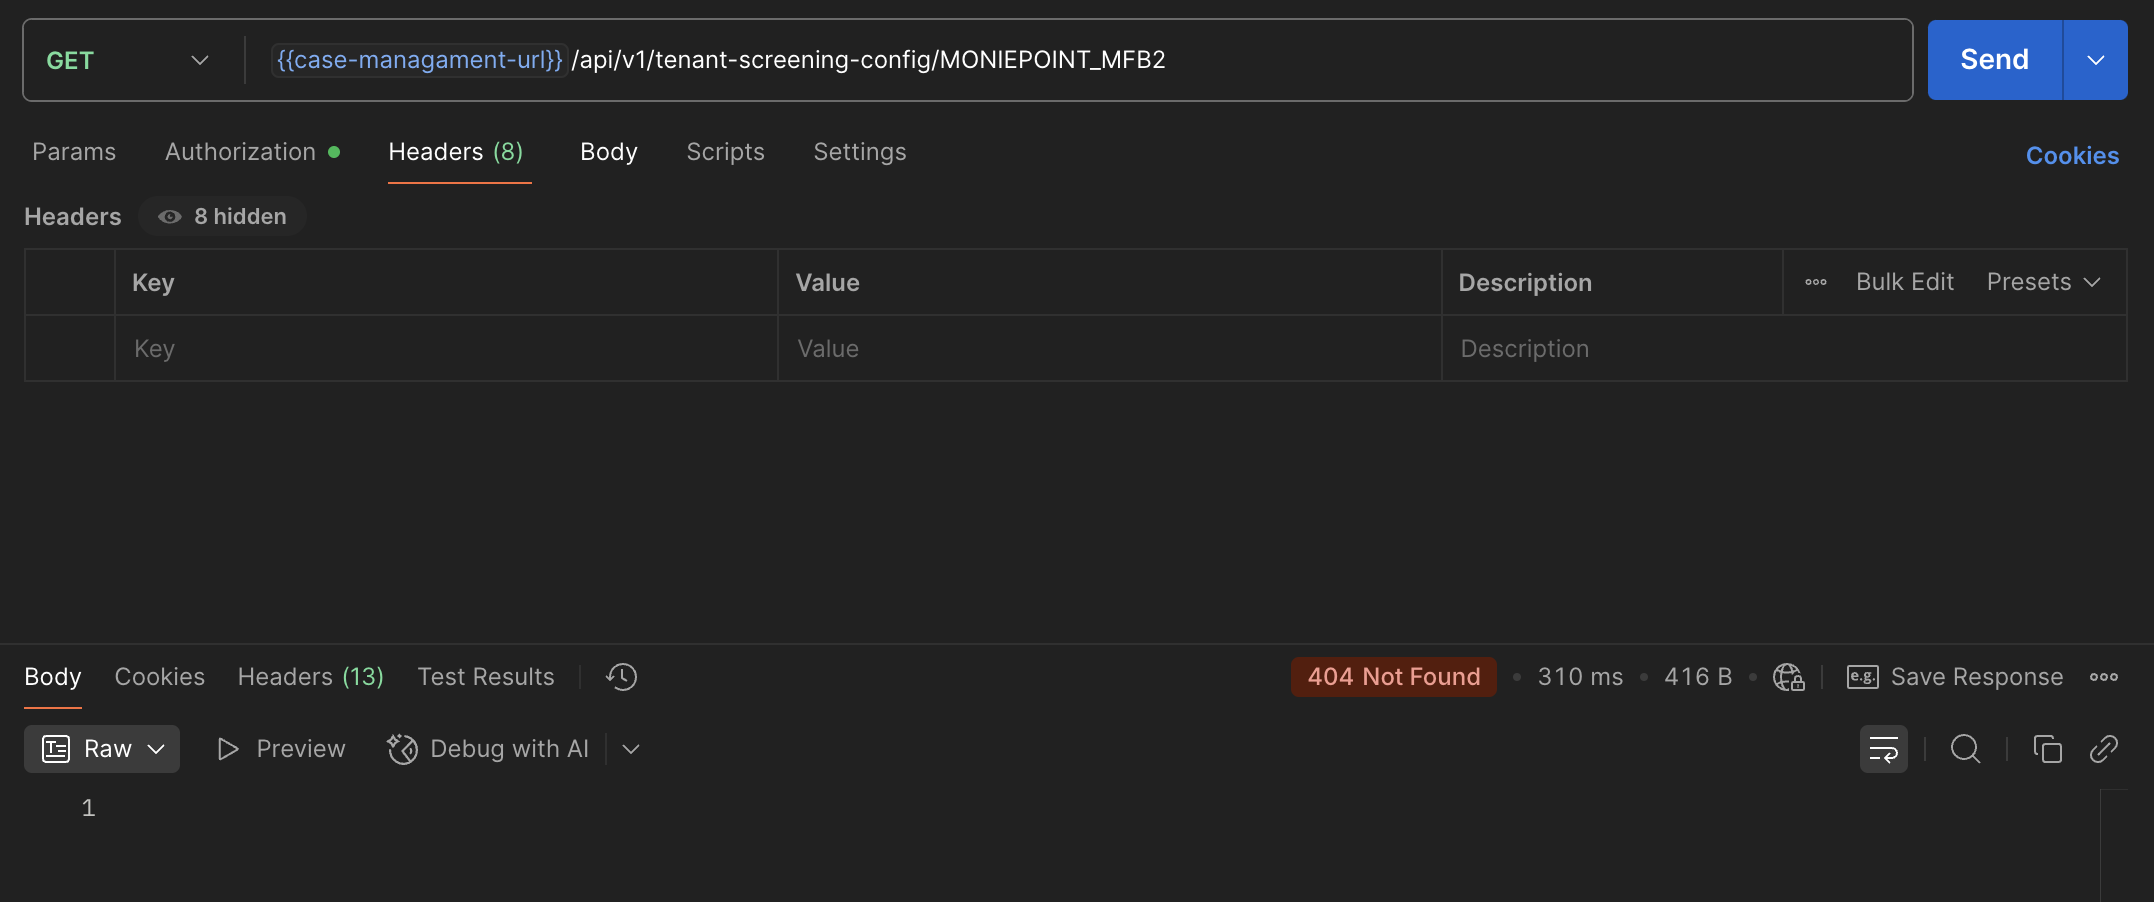 GET {{case-managament-url}} /api/v1/tenant-screening-config/MONIEPOINT_MFB2 Send
Params Authorization Headers (8) Body Scripts Settings Cookies
Headers 8 hidden
Key Value Description Bulk Edit Presets
Key Value Description
Body Cookies Headers (13) Test Results 404 Not Found • 310 ms • 416 B • e.g. Save Response
Raw Preview Debug with AI
1